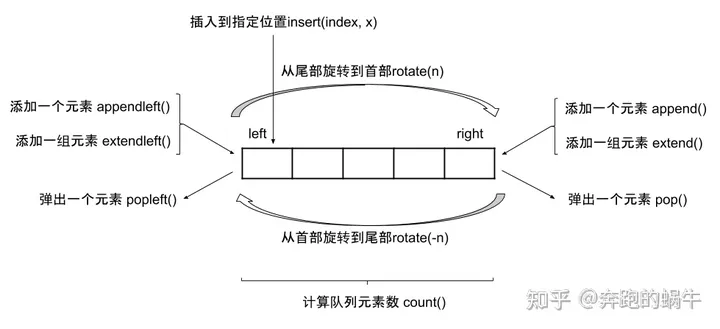 插入到指定位置insert(index, x)
从尾部旋转到首部rotate(n)
添加一个元素 appendleft()
添加一组元素 extendleft()
left
right
添加一个元素 append()
添加一组元素 extend()
弹出一个元素 popleft()
弹出一个元素 pop()
从首部旋转到尾部rotate(-n)
计算队列元素数 count()
知乎 @奔跑的蜗牛